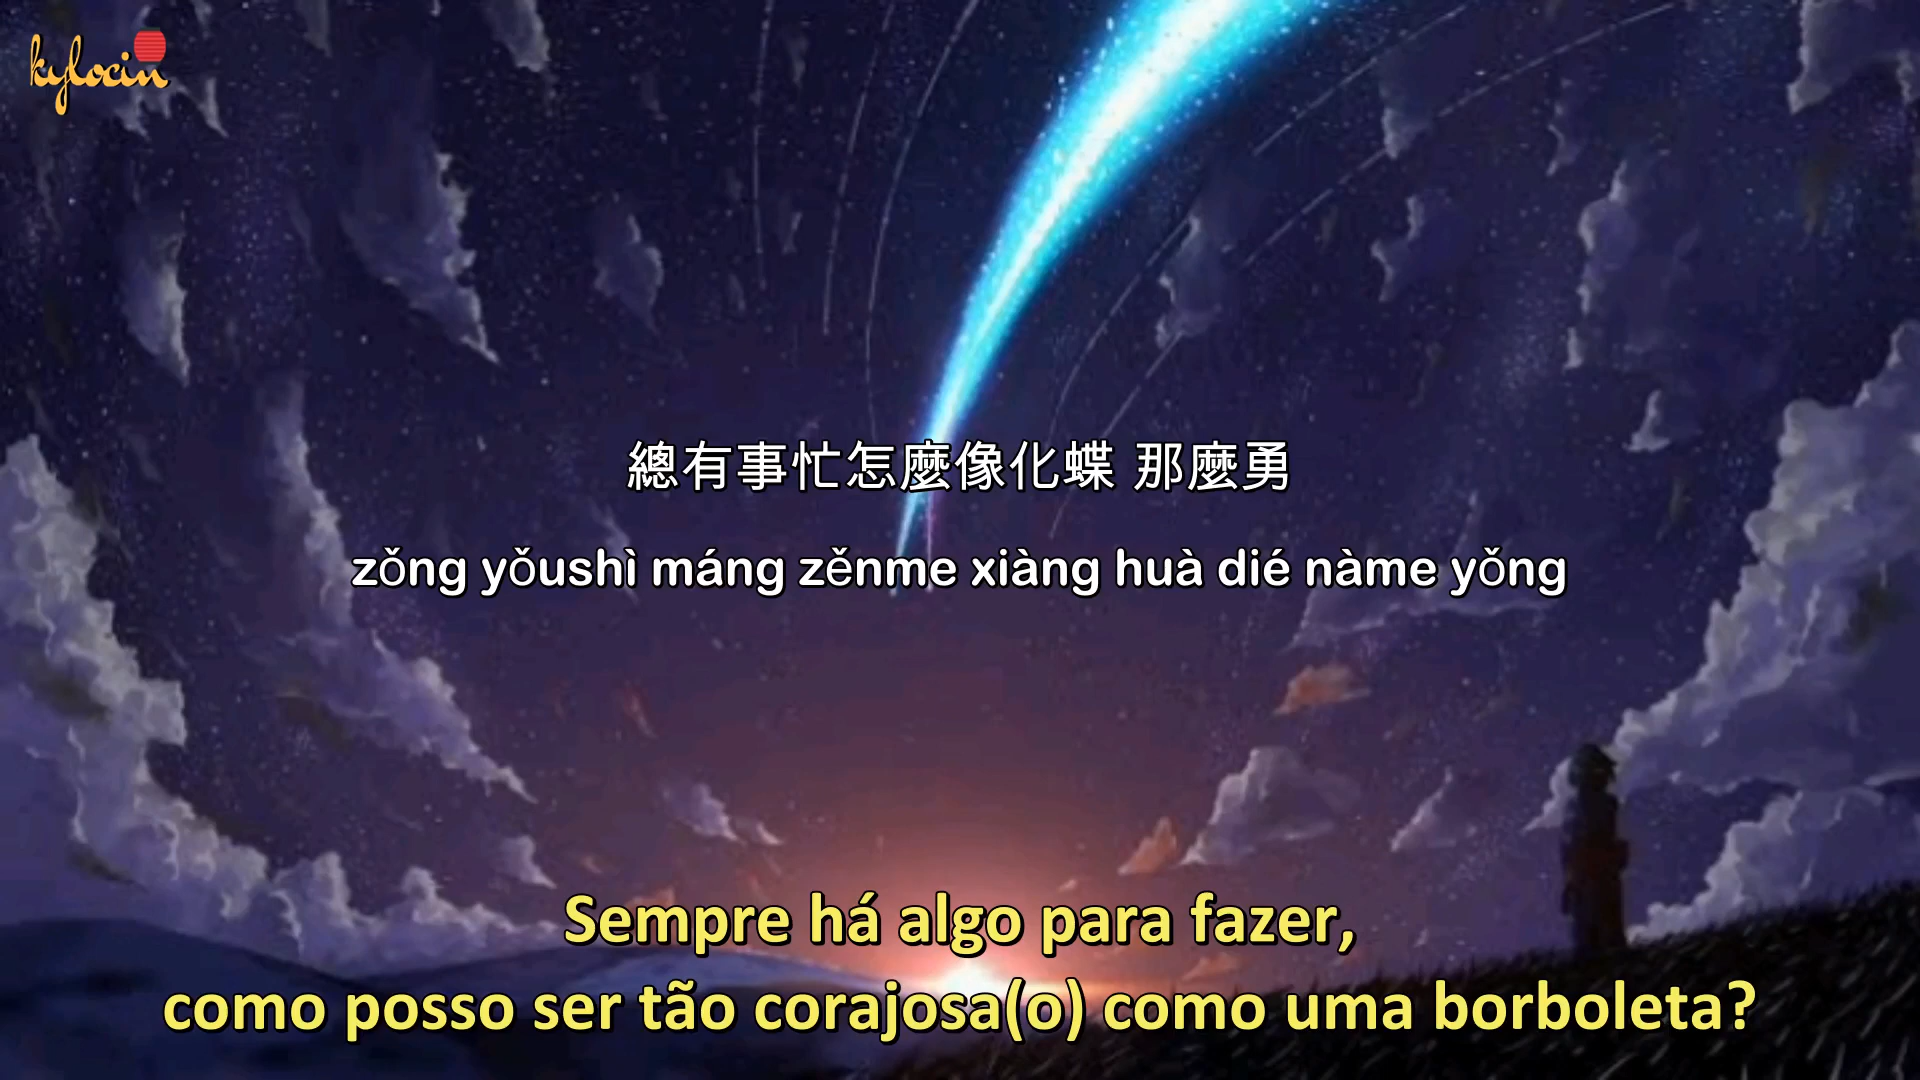 kylocin
總有事忙怎麼像化蝶 那麼勇
zǒng yǒushì máng zěnme xiàng huà dié nàme yǒng
Sempre há algo para fazer,
como posso ser tão corajosa(o) como uma borboleta?